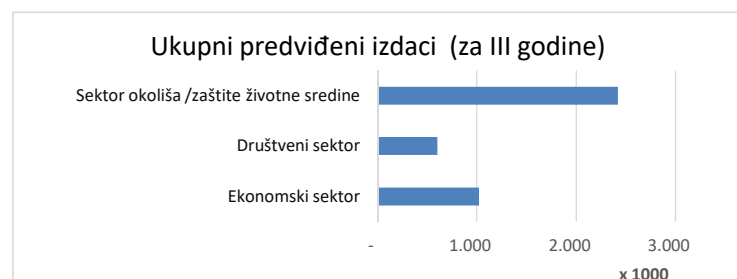 Ukupni predviđeni izdaci (za III godine)
Sektor okoliša /zaštite životne sredine
Društveni sektor
Ekonomski sektor
- 1.000 2.000 3.000
x 1000